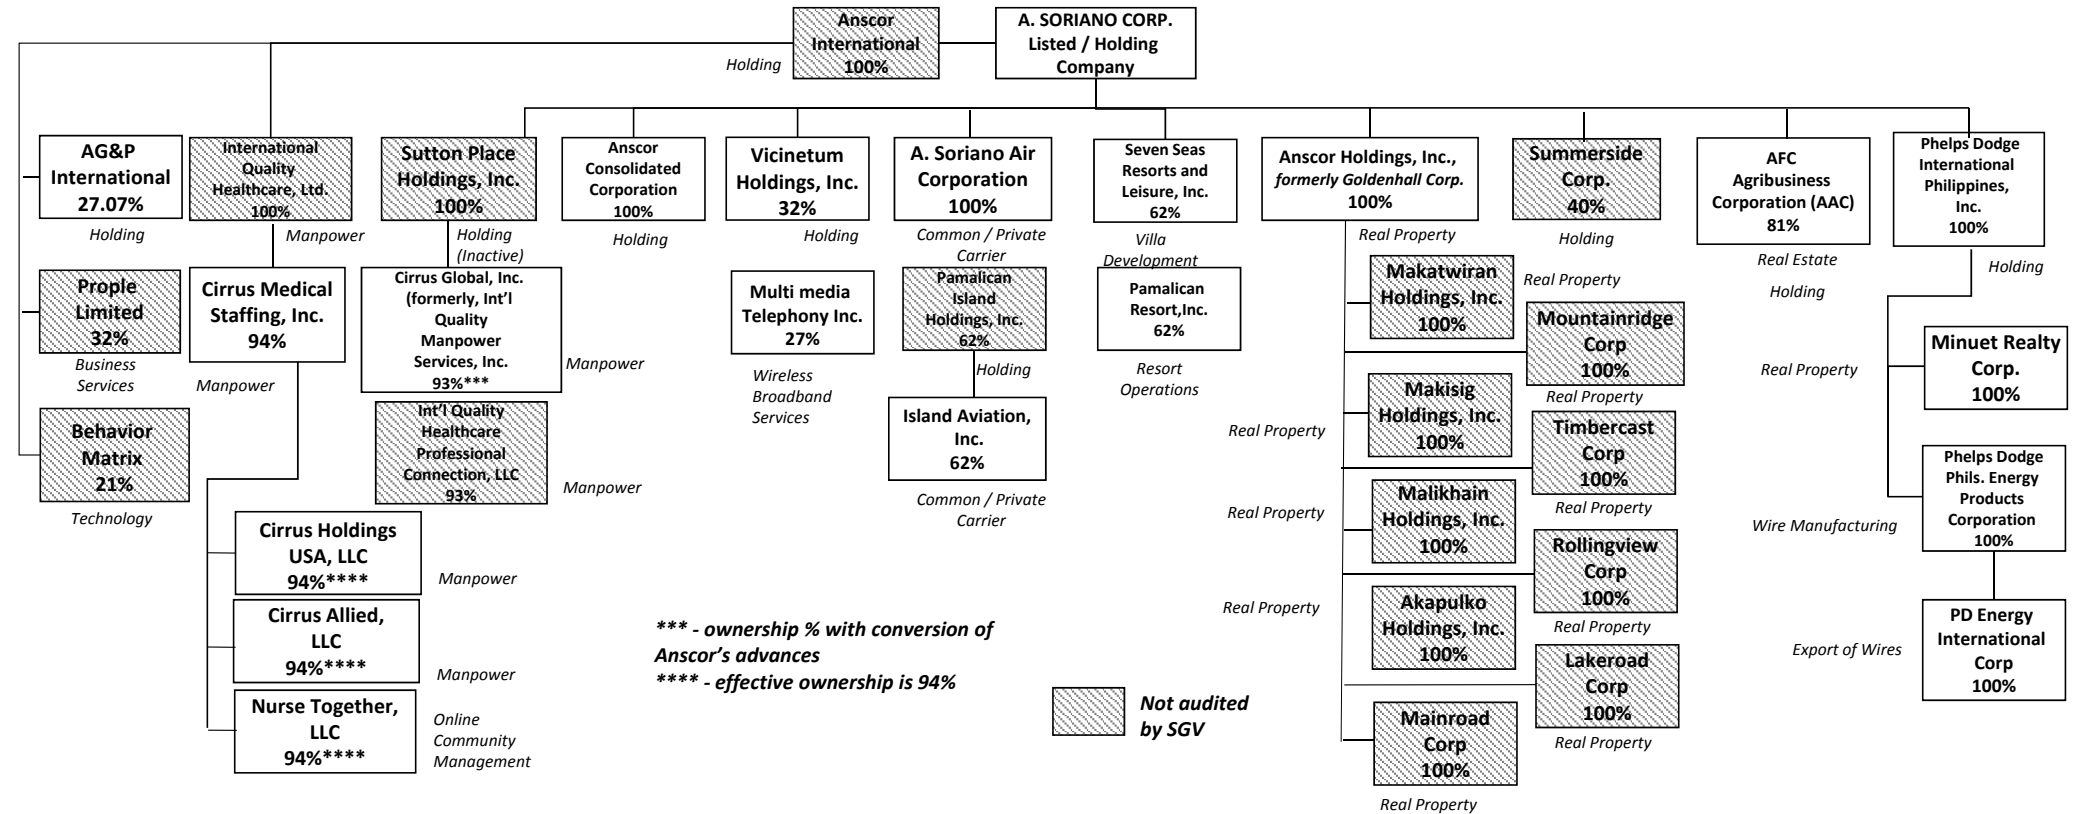 Anscor
International
100%
Holding
A. SORIANO CORP.
Listed / Holding
Company
AG&P
International
27.07%
Holding
International
Quality
Healthcare, Ltd.
100%
Manpower
Sutton Place
Holdings, Inc.
100%
Holding
(Inactive)
Anscor
Consolidated
Corporation
100%
Holding
Vicinetum
Holdings, Inc.
32%
Holding
A. Soriano Air
Corporation
100%
Common / Private
Carrier
Seven Seas
Resorts and
Leisure, Inc.
62%
Villa
Development
Anscor Holdings, Inc.,
formerly Goldenhall Corp.
100%
Real Property
Summerside
Corp.
40%
Holding
AFC
Agribusiness
Corporation (AAC)
81%
Real Estate
Holding
Phelps Dodge
International
Philippines,
Inc.
100%
Holding
Prople
Limited
32%
Business
Services
Cirrus Medical
Staffing, Inc.
94%
Manpower
Cirrus Global, Inc.
(formerly, Int'l
Quality
Manpower
Services, Inc.
93%***
Manpower
Multi media
Telephony Inc.
27%
Wireless
Broadband
Services
Pamalican
Island
Holdings, Inc.
62%
Holding
Pamalican
Resort,Inc.
62%
Resort
Operations
Makatwiran
Holdings, Inc.
100%
Real Property
Mountainridge
Corp
100%
Real Property
Minuet Realty
Corp.
100%
Real Property
Behavior
Matrix
21%
Technology
Int'l Quality
Healthcare
Professional
Connection, LLC
93%
Manpower
Island Aviation,
Inc.
62%
Common / Private
Carrier
Makisig
Holdings, Inc.
100%
Real Property
Timbercast
Corp
100%
Real Property
Phelps Dodge
Phils. Energy
Products
Corporation
100%
Wire Manufacturing
Malikhain
Holdings, Inc.
100%
Real Property
Rollingview
Corp
100%
Real Property
Cirrus Holdings
USA, LLC
94%****
Manpower
Cirrus Allied,
LLC
94%****
Manpower
Nurse Together,
LLC
94%****
Online
Community
Management
Akapulko
Holdings, Inc.
100%
Real Property
Lakeroad
Corp
100%
Real Property
Mainroad
Corp
100%
Real Property
PD Energy
International
Corp
100%
Export of Wires
*** - ownership % with conversion of
Anscor's advances
**** - effective ownership is 94%
Not audited
by SGV